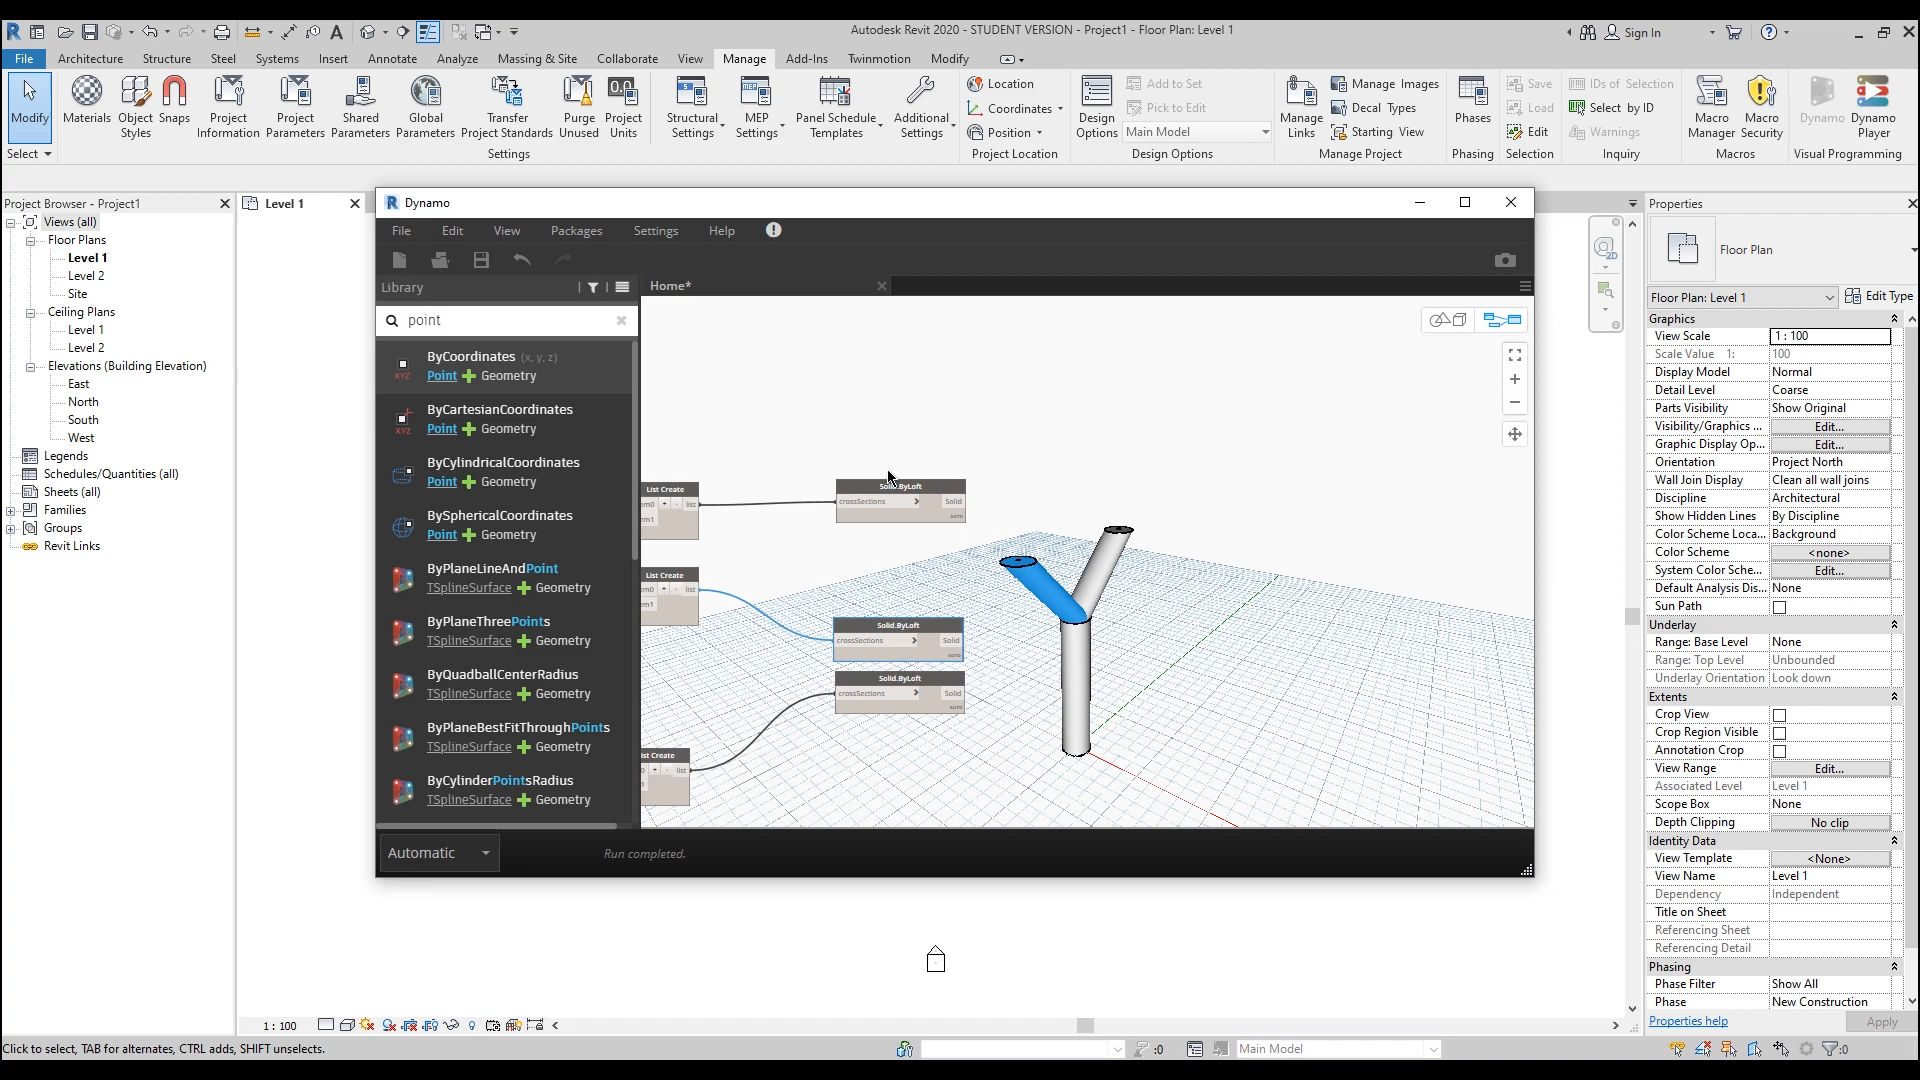 Autodesk Revit 2020 - STUDENT VERSION - Project1 - Floor Plan: Level 1
Sign In
File Architecture Structure Steel Systems Insert Annotate Analyze Massing & Site Collaborate View Manage Add-Ins Twinmotion Modify
Modify
Materials
Object Styles
Snaps
Project Information
Project Parameters
Shared Parameters
Global Parameters
Transfer Project Standards
Purge Unused
Project Units
Structural Settings
MEP Settings
Panel Schedule Templates
Additional Settings
Location
Coordinates
Position
Design Options
Add to Set
Pick to Edit
Main Model
Manage Links
Manage Images
Decal Types
Starting View
Phases
Save
Load
Edit
IDs of Selection
Select by ID
Warnings
Macro Manager
Macro Security
Dynamo
Dynamo Player
Select
Settings
Project Location
Design Options
Manage Project
Phasing
Selection
Inquiry
Macros
Visual Programming
Project Browser - Project1
Views (all)
Floor Plans
Level 1
Level 2
Site
Ceiling Plans
Level 1
Level 2
Elevations (Building Elevation)
East
North
South
West
Legends
Schedules/Quantities (all)
Sheets (all)
Families
Groups
Revit Links
Level 1
Dynamo
File Edit View Packages Settings Help
Library
Home*
point
ByCoordinates (x, y, z)
Point Geometry
ByCartesianCoordinates
Point Geometry
ByCylindricalCoordinates
Point Geometry
BySphericalCoordinates
Point Geometry
ByPlaneLineAndPoint
TSplineSurface Geometry
ByPlaneThreePoints
TSplineSurface Geometry
ByQuadballCenterRadius
TSplineSurface Geometry
ByPlaneBestFitThroughPoints
TSplineSurface Geometry
ByCylinderPointsRadius
TSplineSurface Geometry
List Create
list
Solid.ByLoft
crossSections > Solid
AUTO
List Create
list
Solid.ByLoft
crossSections > Solid
AUTO
Solid.ByLoft
crossSections > Solid
AUTO
ist Create
list
Automatic
Run completed.
Properties
Floor Plan
Floor Plan: Level 1
Edit Type
Graphics
View Scale 1 : 100
Scale Value 1: 100
Display Model Normal
Detail Level Coarse
Parts Visibility Show Original
Visibility/Graphics ... Edit...
Graphic Display Op... Edit...
Orientation Project North
Wall Join Display Clean all wall joins
Discipline Architectural
Show Hidden Lines By Discipline
Color Scheme Loca... Background
Color Scheme <none>
System Color Sche... Edit...
Default Analysis Dis... None
Sun Path
Underlay
Range: Base Level None
Range: Top Level Unbounded
Underlay Orientation Look down
Extents
Crop View
Crop Region Visible
Annotation Crop
View Range Edit...
Associated Level Level 1
Scope Box None
Depth Clipping No clip
Identity Data
View Template <None>
View Name Level 1
Dependency Independent
Title on Sheet
Referencing Sheet
Referencing Detail
Phasing
Phase Filter Show All
Phase New Construction
Properties help
Apply
1 : 100
Click to select, TAB for alternates, CTRL adds, SHIFT unselects.
:0
Main Model
:0